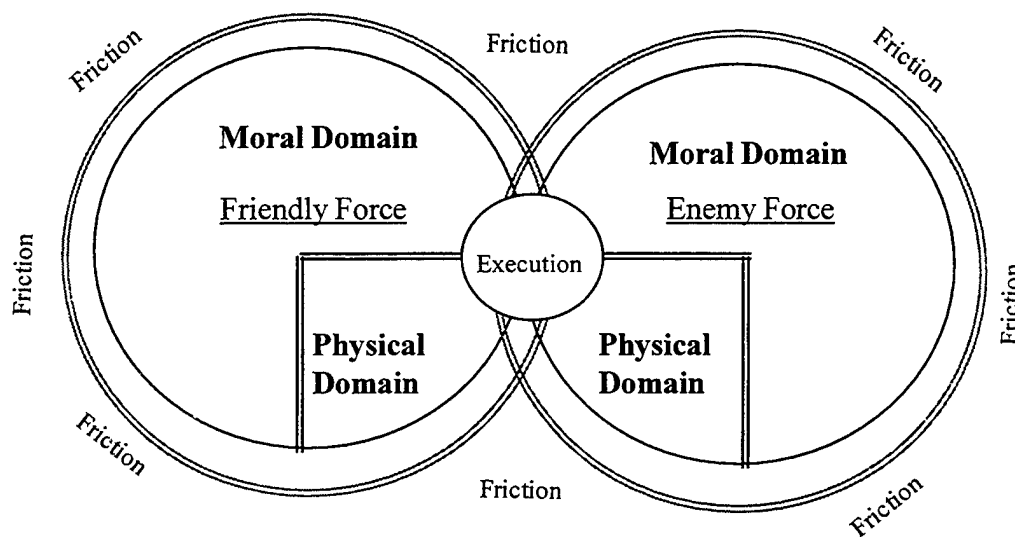 Friction
Friction
Friction
Moral Domain
Moral Domain
Friendly Force
Enemy Force
Friction
Execution
Friction
Physical
Domain
Physical
Domain
Friction
Friction
Friction